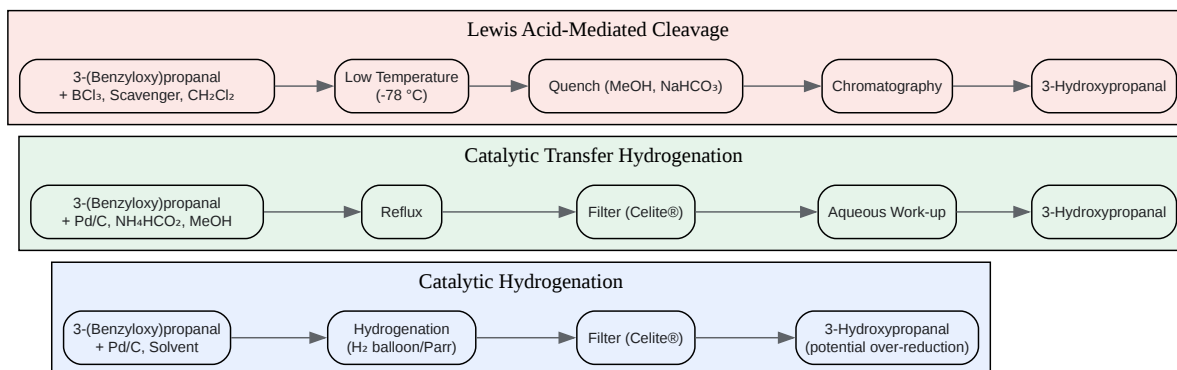 Lewis Acid-Mediated Cleavage
3-(Benzyloxy)propanal
+ BCl₃, Scavenger, CH₂Cl₂
Low Temperature
(-78 °C)
Quench (MeOH, NaHCO₃)
Chromatography
3-Hydroxypropanal
Catalytic Transfer Hydrogenation
3-(Benzyloxy)propanal
+ Pd/C, NH₄HCO₂, MeOH
Reflux
Filter (Celite®)
Aqueous Work-up
3-Hydroxypropanal
Catalytic Hydrogenation
3-(Benzyloxy)propanal
+ Pd/C, Solvent
Hydrogenation
(H₂ balloon/Parr)
Filter (Celite®)
3-Hydroxypropanal
(potential over-reduction)